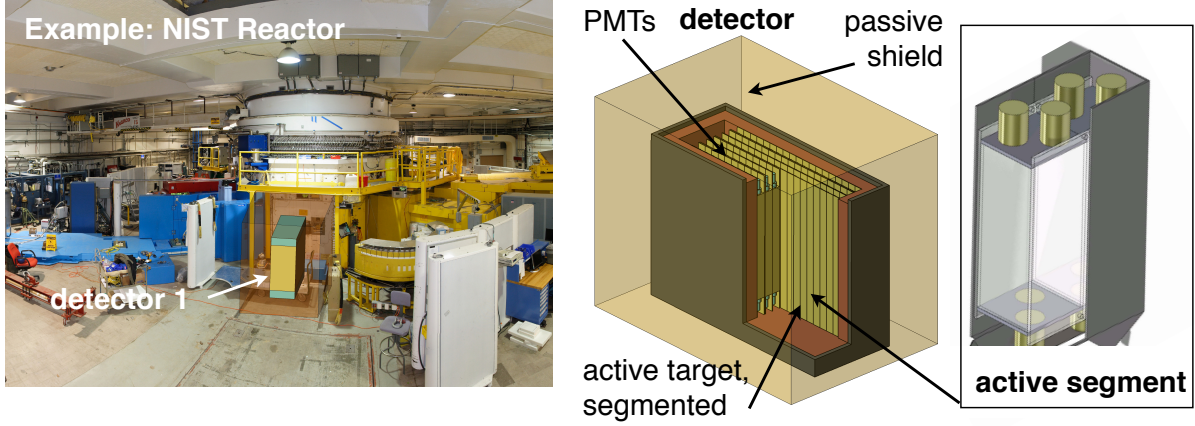 Example: NIST Reactor
detector 1
PMTs
detector
passive
shield
active target,
segmented
active segment